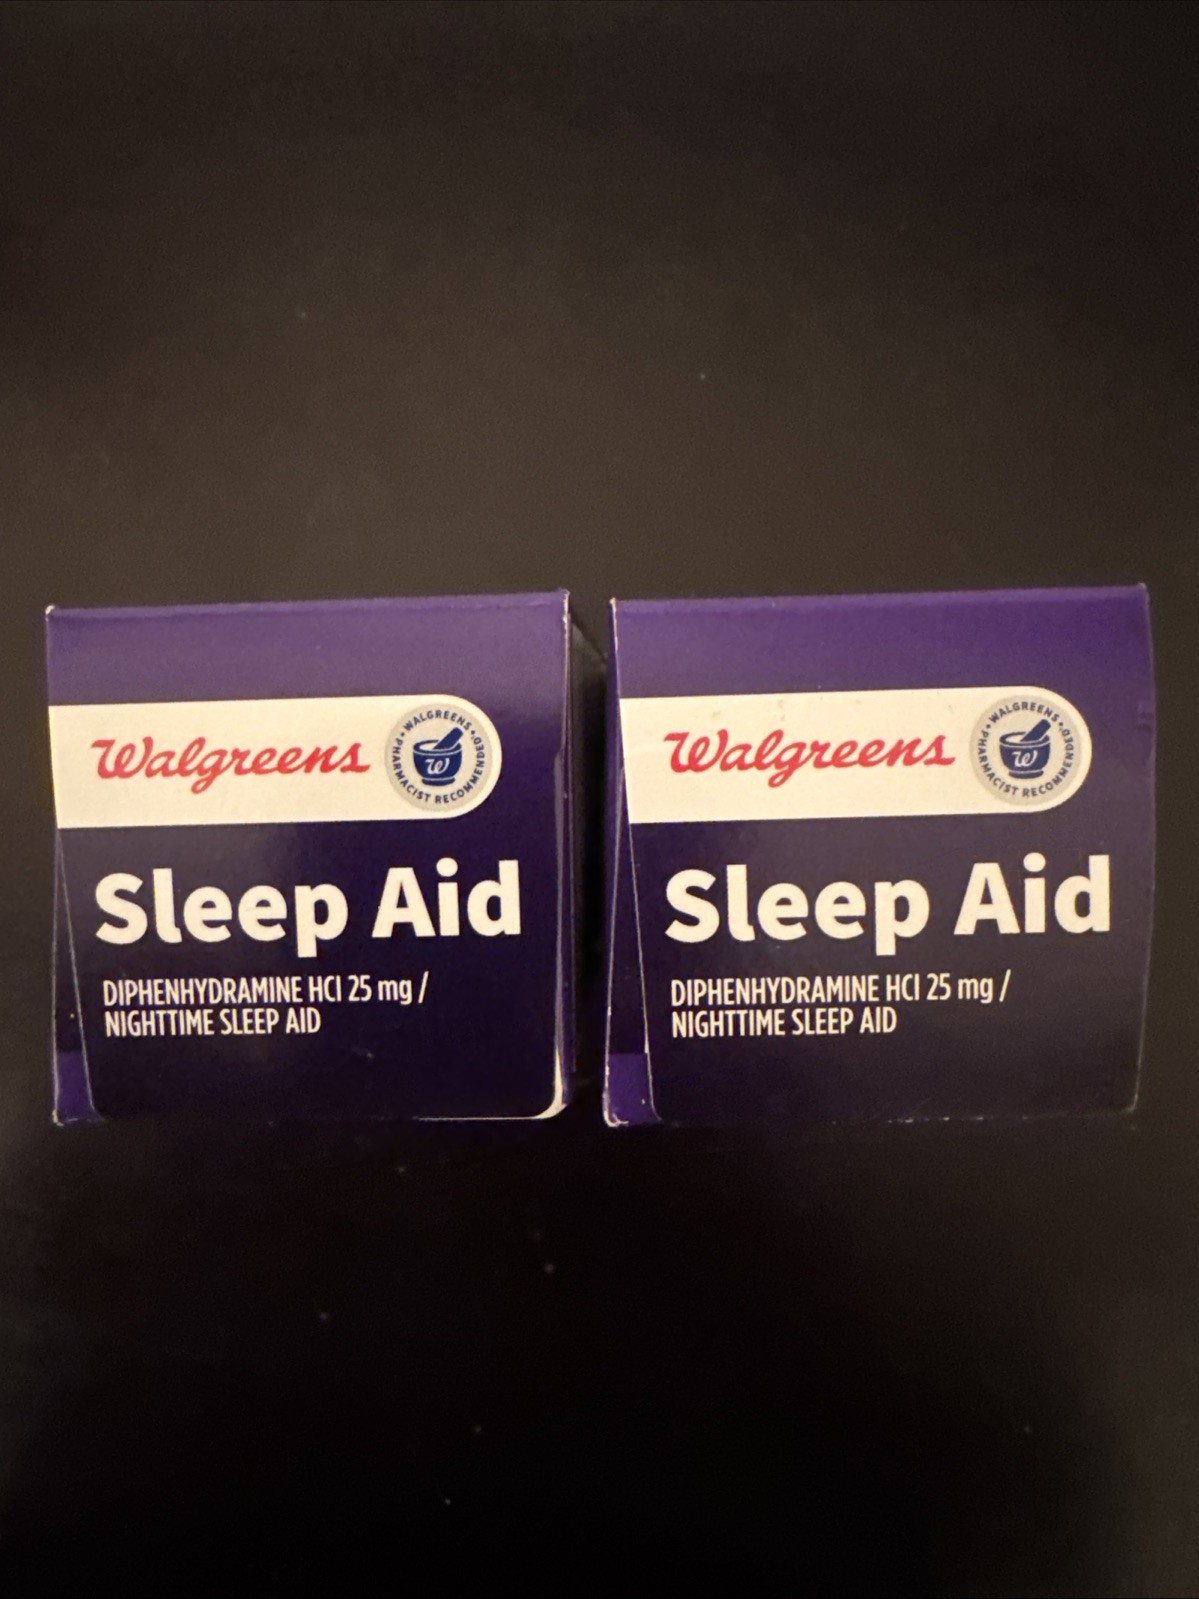 Walgreens
WALGREENS
PHARMACIST RECOMMENDED
W
Sleep Aid
DIPHENHYDRAMINE HCl 25 mg /
NIGHTTIME SLEEP AID
Walgreens
WALGREENS
PHARMACIST RECOMMENDED
W
Sleep Aid
DIPHENHYDRAMINE HCl 25 mg /
NIGHTTIME SLEEP AID